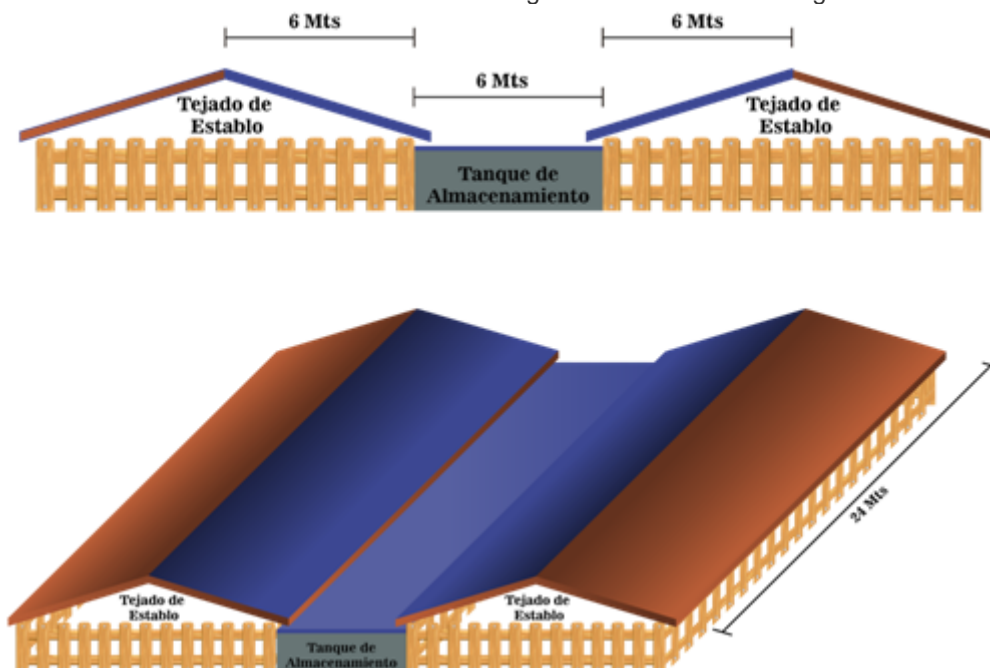 6 Mts
6 Mts
6 Mts
Tejado de
Establo
Tejado de
Establo
Tanque de
Almacenamiento
24 Mts
Tejado de
Establo
Tejado de
Establo
Tanque de
Almacenamiento